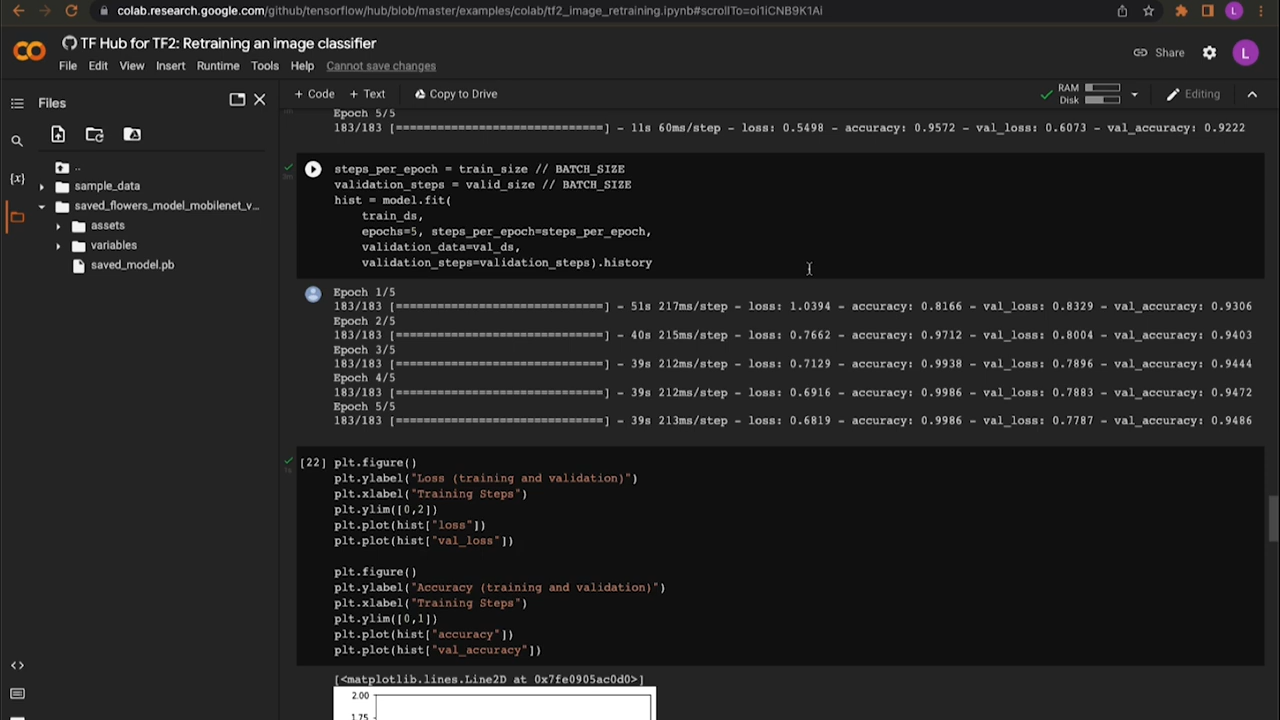 colab.research.google.com/github/tensorflow/hub/blob/master/examples/colab/tf2_image_retraining.ipynb#scrollTo=oi1iCNB9K1Ai
L
TF Hub for TF2: Retraining an image classifier
File Edit View Insert Runtime Tools Help Cannot save changes
Share
L
Files
+ Code + Text Copy to Drive
RAM
Disk
Editing
..
sample_data
saved_flowers_model_mobilenet_v...
assets
variables
saved_model.pb
Epoch 5/5
183/183 [==============================] - 11s 60ms/step - loss: 0.5498 - accuracy: 0.9572 - val_loss: 0.6073 - val_accuracy: 0.9222
steps_per_epoch = train_size // BATCH_SIZE
validation_steps = valid_size // BATCH_SIZE
hist = model.fit(
train_ds,
epochs=5, steps_per_epoch=steps_per_epoch,
validation_data=val_ds,
validation_steps=validation_steps).history
Epoch 1/5
183/183 [==============================] - 51s 217ms/step - loss: 1.0394 - accuracy: 0.8166 - val_loss: 0.8329 - val_accuracy: 0.9306
Epoch 2/5
183/183 [==============================] - 40s 215ms/step - loss: 0.7662 - accuracy: 0.9712 - val_loss: 0.8004 - val_accuracy: 0.9403
Epoch 3/5
183/183 [==============================] - 39s 212ms/step - loss: 0.7129 - accuracy: 0.9938 - val_loss: 0.7896 - val_accuracy: 0.9444
Epoch 4/5
183/183 [==============================] - 39s 212ms/step - loss: 0.6916 - accuracy: 0.9986 - val_loss: 0.7883 - val_accuracy: 0.9472
Epoch 5/5
183/183 [==============================] - 39s 213ms/step - loss: 0.6819 - accuracy: 0.9986 - val_loss: 0.7787 - val_accuracy: 0.9486
[22] plt.figure()
plt.ylabel("Loss (training and validation)")
plt.xlabel("Training Steps")
plt.ylim([0,2])
plt.plot(hist["loss"])
plt.plot(hist["val_loss"])
plt.figure()
plt.ylabel("Accuracy (training and validation)")
plt.xlabel("Training Steps")
plt.ylim([0,1])
plt.plot(hist["accuracy"])
plt.plot(hist["val_accuracy"])
[<matplotlib.lines.Line2D at 0x7fe0905ac0d0>]
2.00
1.75